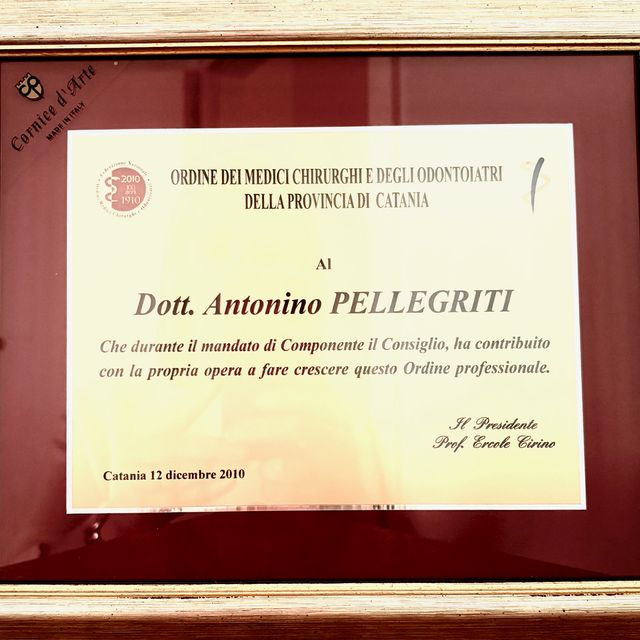 Cornice d'Arte
MADE IN ITALY
2010
100
anni
1910
ORDINE DEI MEDICI CHIRURGHI E DEGLI ODONTOIATRI
DELLA PROVINCIA DI CATANIA
Al
Dott. Antonino PELLEGRITI
Che durante il mandato di Componente il Consiglio, ha contribuito
con la propria opera a fare crescere questo Ordine professionale.
Il Presidente
Prof. Ercole Cirino
Catania 12 dicembre 2010